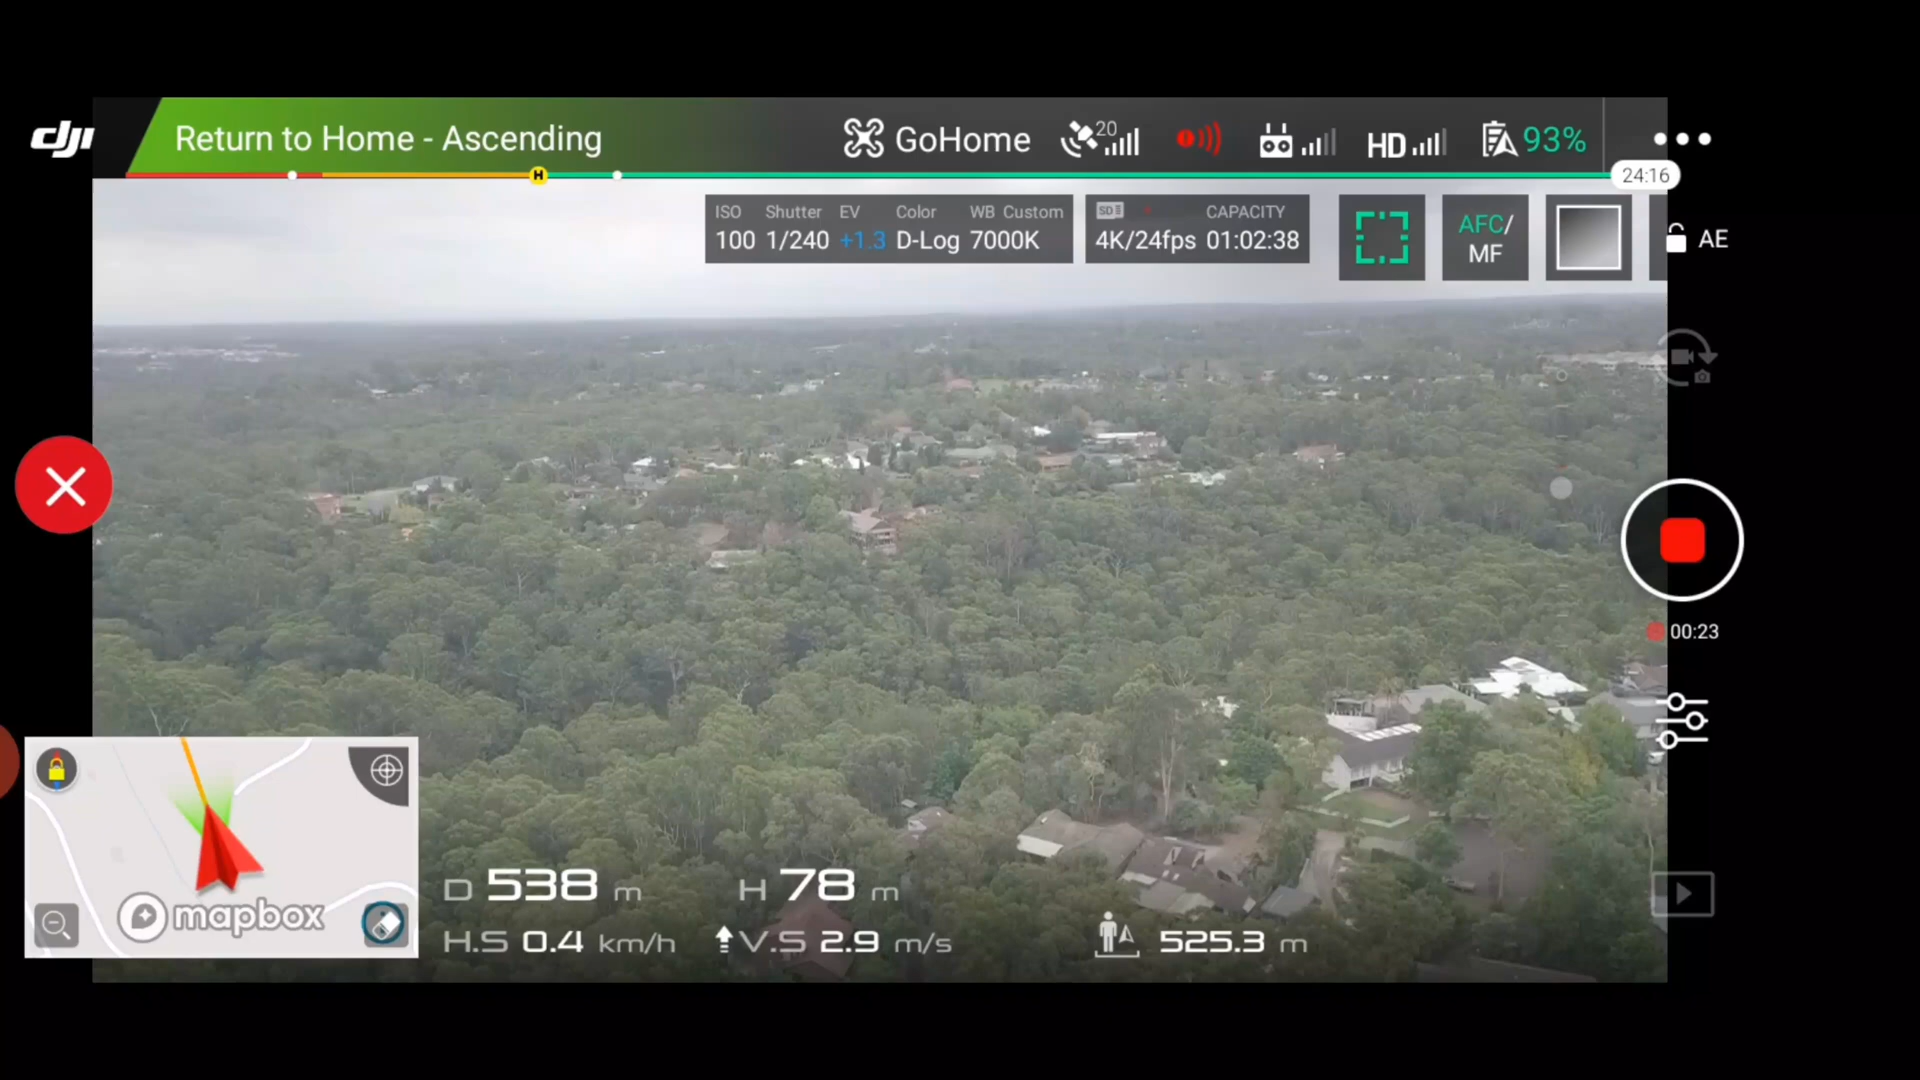 dji
Return to Home - Ascending
GoHome
20
HD
93%
24:16
ISO Shutter EV Color WB Custom
100 1/240 +1.3 D-Log 7000K
SD CAPACITY
4K/24fps 01:02:38
AFC/
MF
AE
H
00:23
mapbox
D 538 m H 78 m
H.S 0.4 km/h V.S 2.9 m/s 525.3 m